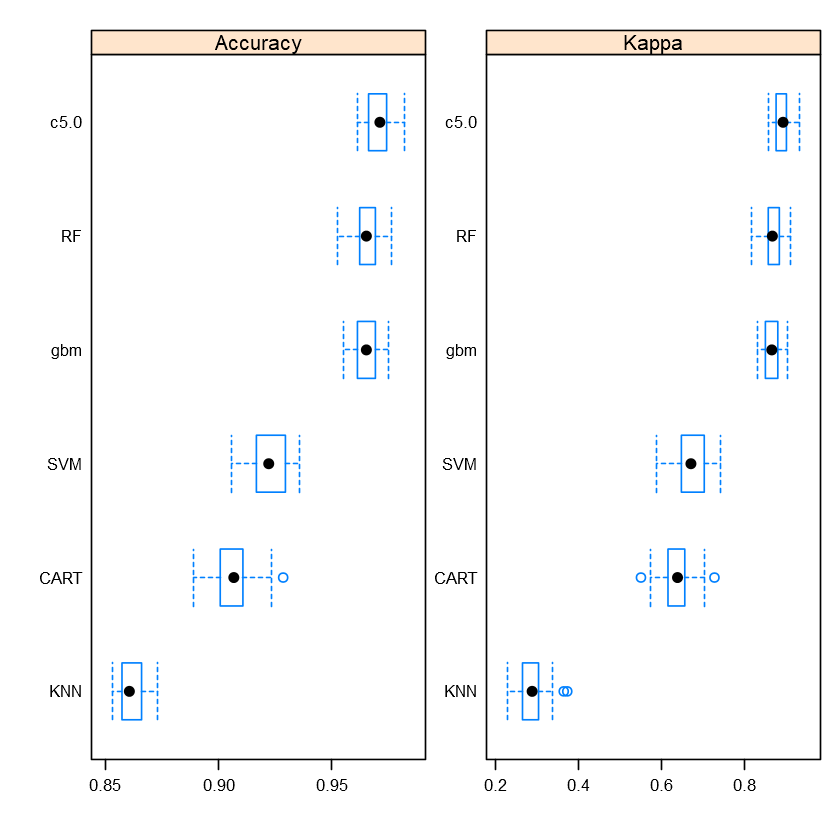 Accuracy
c5.0
RF
gbm
SVM
CART
KNN
0.85 0.90 0.95
Kappa
c5.0
RF
gbm
SVM
CART
KNN
0.2 0.4 0.6 0.8